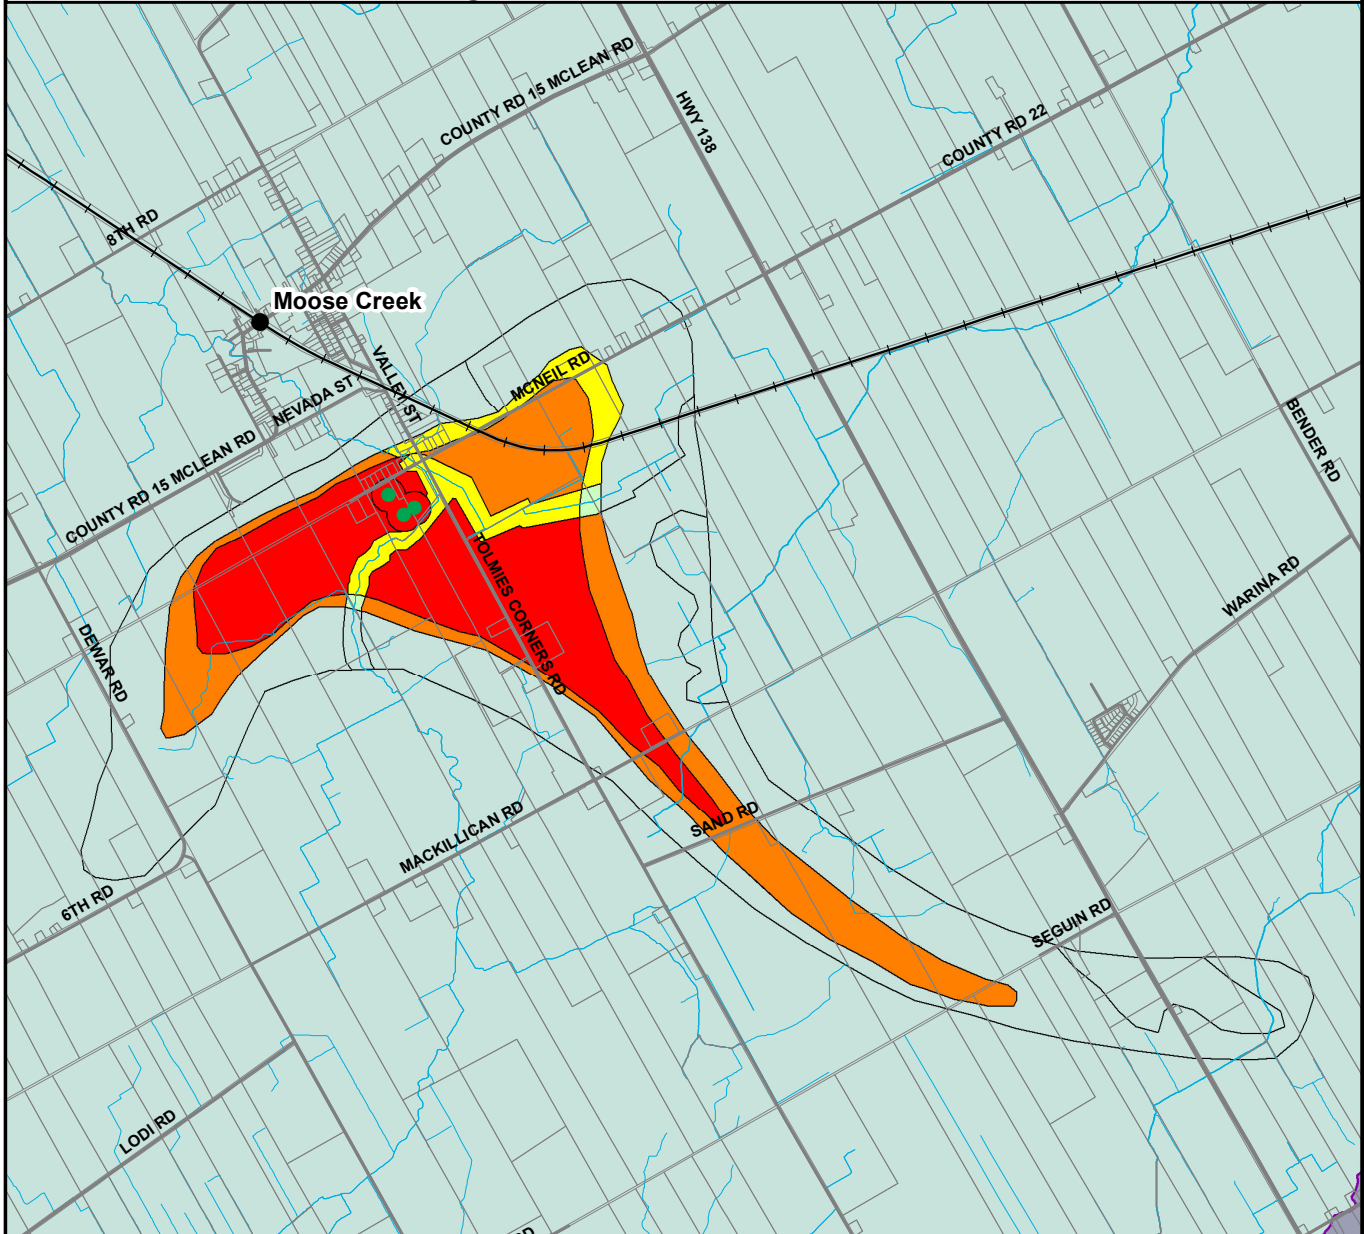 COUNTY RD 15 MCLEAN RD
HWY 138
COUNTY RD 22
8TH RD
Moose Creek
VALLEY ST
MCNEIL RD
NEVADA ST
BENDER RD
COUNTY RD 15 MCLEAN RD
TOLMIES CORNERS RD
WARINA RD
DEWAR RD
SAND RD
MACKILLICAN RD
6TH RD
SEGUIN RD
LODI RD